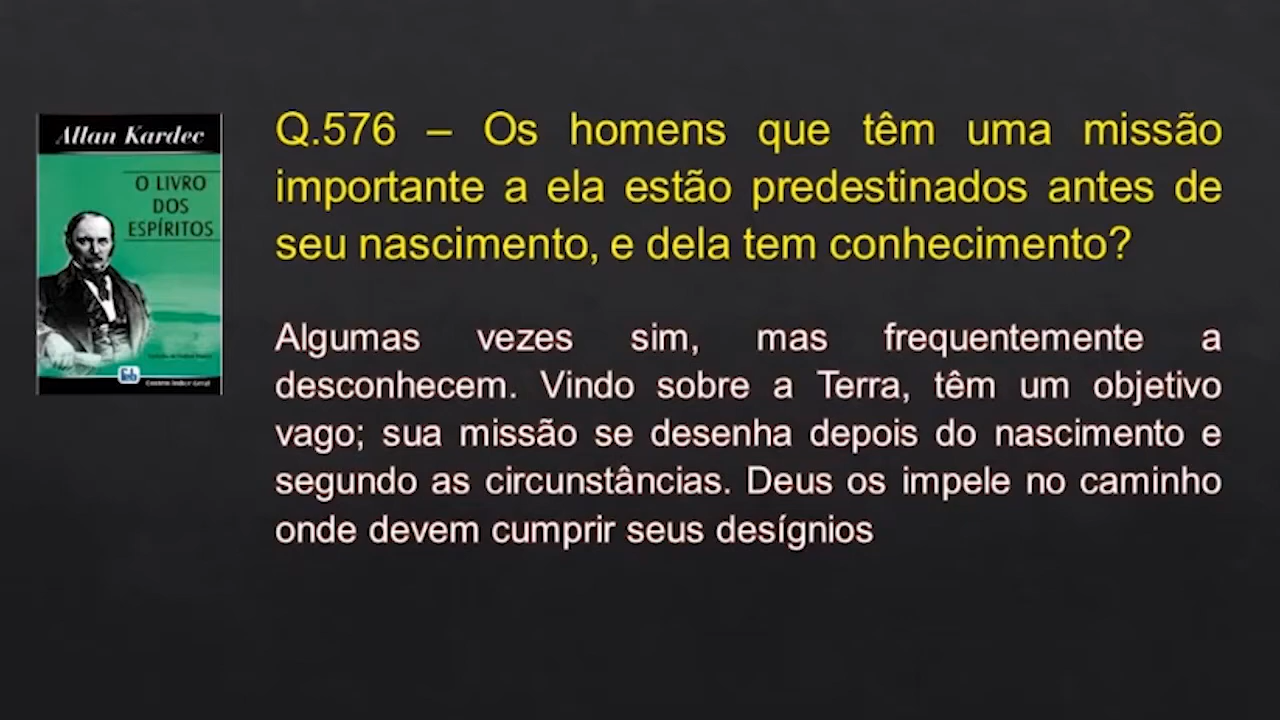 Allan Kardec
O LIVRO
DOS
ESPÍRITOS
feb
Q.576 – Os homens que têm uma missão
importante a ela estão predestinados antes de
seu nascimento, e dela tem conhecimento?
Algumas vezes sim, mas frequentemente a
desconhecem. Vindo sobre a Terra, têm um objetivo
vago; sua missão se desenha depois do nascimento e
segundo as circunstâncias. Deus os impele no caminho
onde devem cumprir seus desígnios